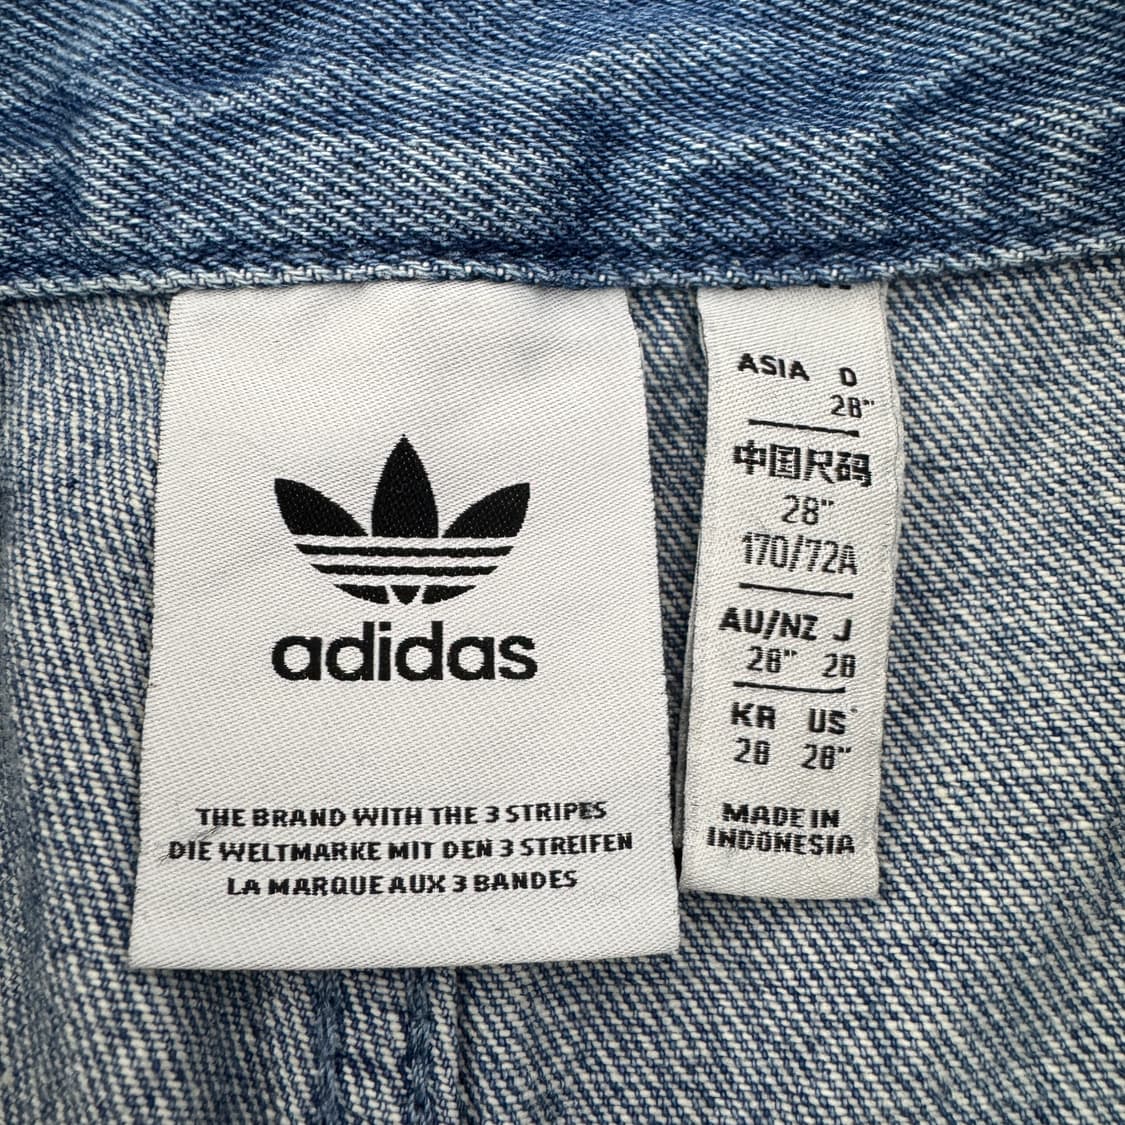 adidas
THE BRAND WITH THE 3 STRIPES
DIE WELTMARKE MIT DEN 3 STREIFEN
LA MARQUE AUX 3 BANDES
ASIA D
28"
中国尺码
28"
170/72A
AU/NZ J
28" 28
KR US
28 28"
MADE IN
INDONESIA